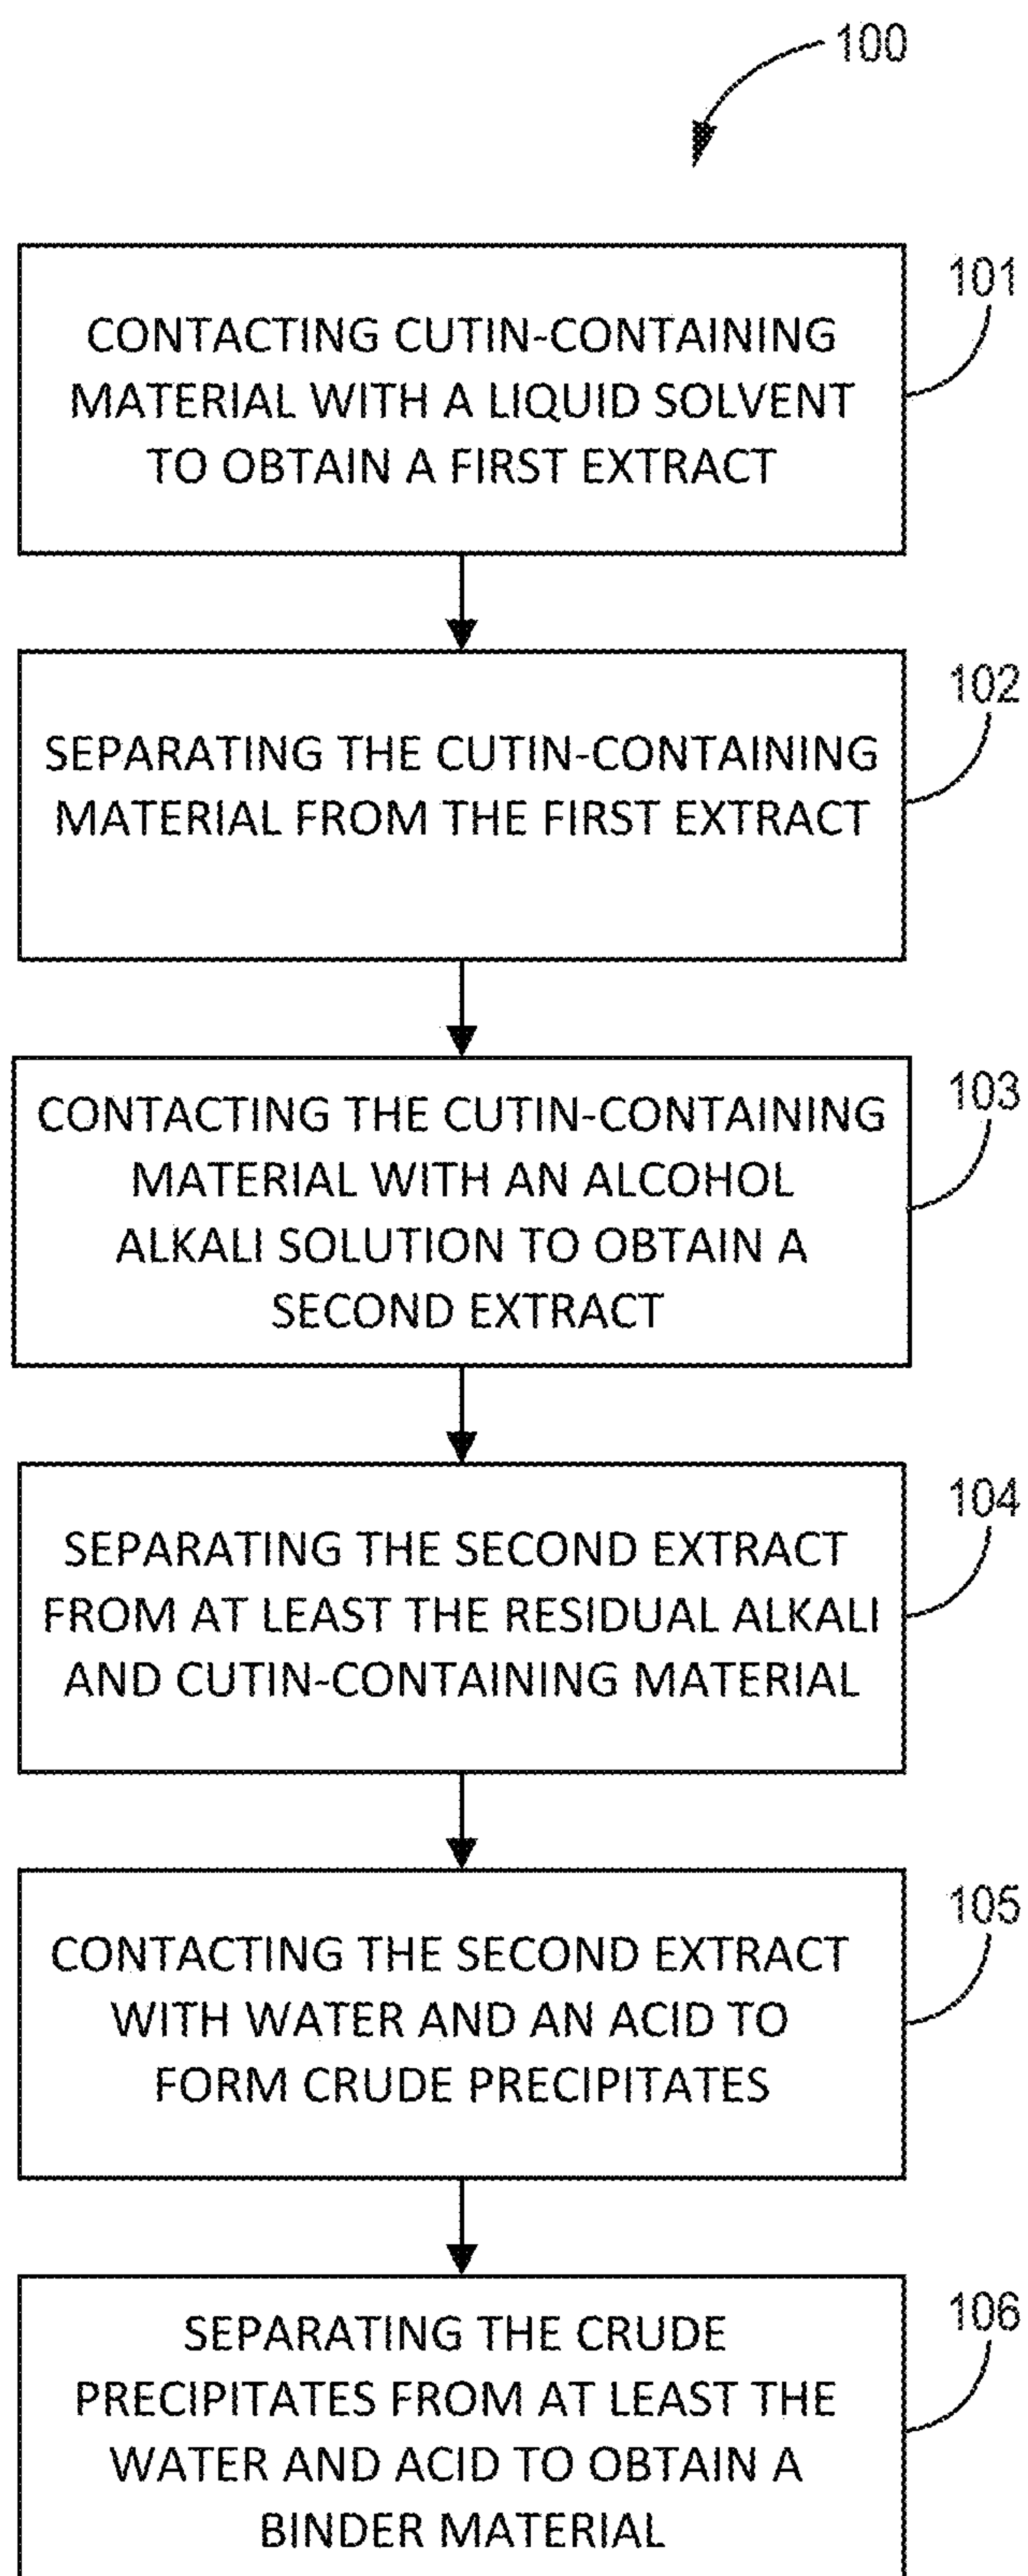 100
101
CONTACTING CUTIN-CONTAINING
MATERIAL WITH A LIQUID SOLVENT
TO OBTAIN A FIRST EXTRACT
102
SEPARATING THE CUTIN-CONTAINING
MATERIAL FROM THE FIRST EXTRACT
103
CONTACTING THE CUTIN-CONTAINING
MATERIAL WITH AN ALCOHOL
ALKALI SOLUTION TO OBTAIN A
SECOND EXTRACT
104
SEPARATING THE SECOND EXTRACT
FROM AT LEAST THE RESIDUAL ALKALI
AND CUTIN-CONTAINING MATERIAL
105
CONTACTING THE SECOND EXTRACT
WITH WATER AND AN ACID TO
FORM CRUDE PRECIPITATES
106
SEPARATING THE CRUDE
PRECIPITATES FROM AT LEAST THE
WATER AND ACID TO OBTAIN A
BINDER MATERIAL